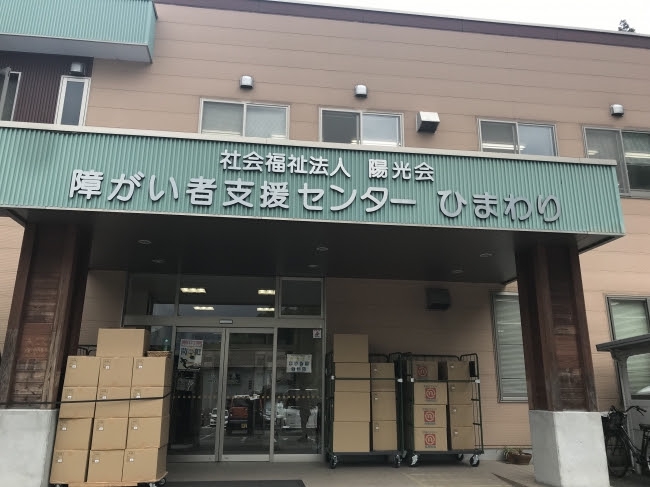 社会福祉法人 陽光会
障がい者支援センター ひまわり